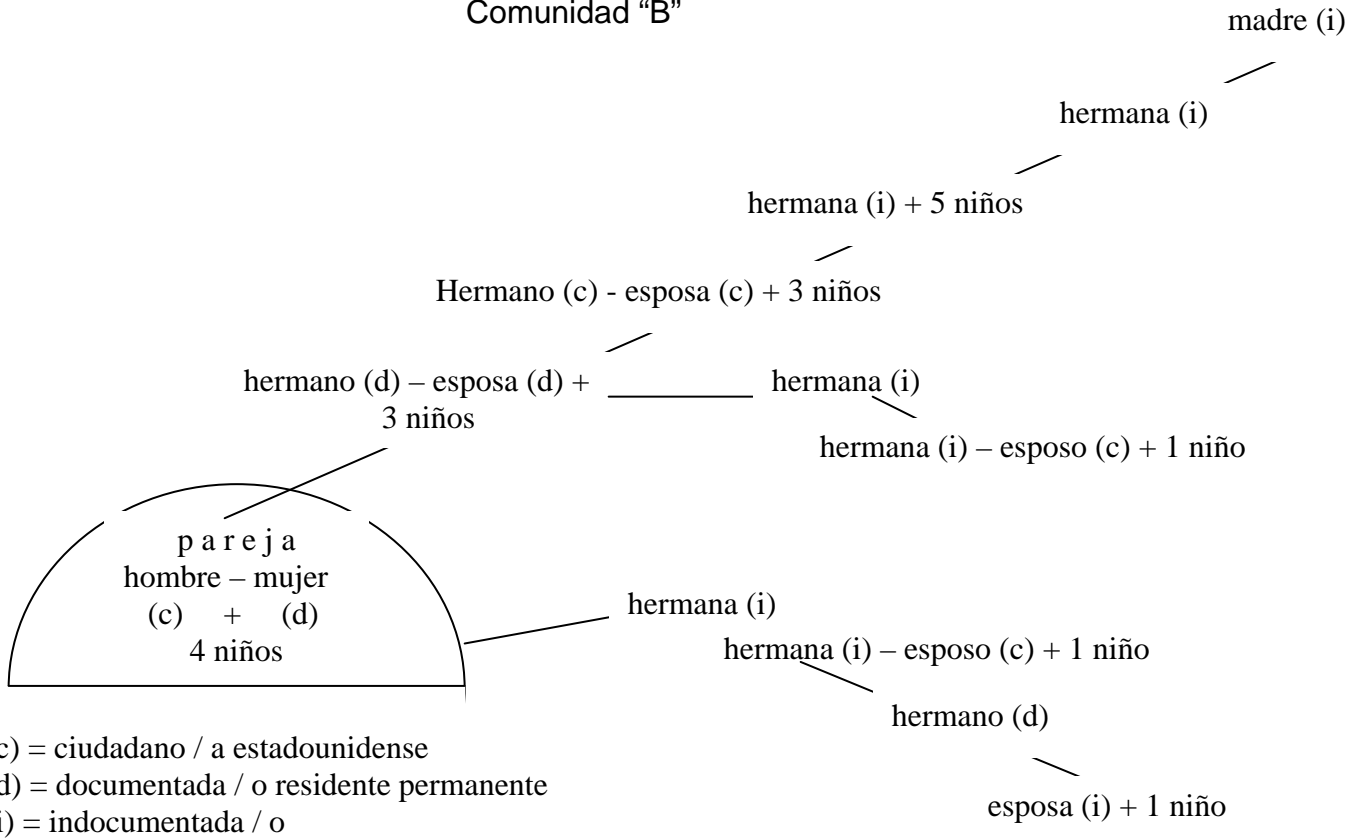 Comunidad “B”
madre (i)
hermana (i)
hermana (i) + 5 niños
Hermano (c) - esposa (c) + 3 niños
hermano (d) – esposa (d) +
3 niños
hermana (i)
hermana (i) – esposo (c) + 1 niño
p a r e j a
hombre – mujer
(c) + (d)
4 niños
hermana (i)
hermana (i) – esposo (c) + 1 niño
hermano (d)
esposa (i) + 1 niño
c) = ciudadano / a estadounidense
d) = documentada / o residente permanente
i) = indocumentada / o